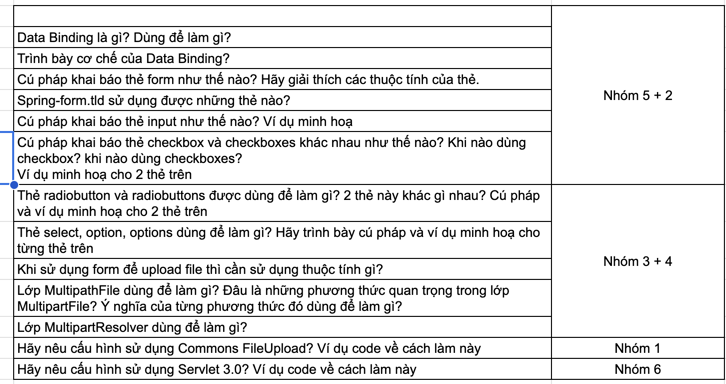 Data Binding là gì? Dùng để làm gì?
Trình bày cơ chế của Data Binding?
Cú pháp khai báo thẻ form như thế nào? Hãy giải thích các thuộc tính của thẻ.
Spring-form.tld sử dụng được những thẻ nào?
Cú pháp khai báo thẻ input như thế nào? Ví dụ minh hoạ
Cú pháp khai báo thẻ checkbox và checkboxes khác nhau như thế nào? Khi nào dùng
checkbox? khi nào dùng checkboxes?
Ví dụ minh hoạ cho 2 thẻ trên
Nhóm 5 + 2
Thẻ radiobutton và radiobuttons được dùng để làm gì? 2 thẻ này khác gì nhau? Cú pháp
và ví dụ minh hoạ cho 2 thẻ trên
Thẻ select, option, options dùng để làm gì? Hãy trình bày cú pháp và ví dụ minh hoạ cho
từng thẻ trên
Khi sử dụng form để upload file thì cần sử dụng thuộc tính gì?
Lớp MultipathFile dùng để làm gì? Đâu là những phương thức quan trọng trong lớp
MultipartFile? Ý nghĩa của từng phương thức đó dùng để làm gì?
Lớp MultipartResolver dùng để làm gì?
Nhóm 3 + 4
Hãy nêu cấu hình sử dụng Commons FileUpload? Ví dụ code về cách làm này
Nhóm 1
Hãy nêu cấu hình sử dụng Servlet 3.0? Ví dụ code về cách làm này
Nhóm 6